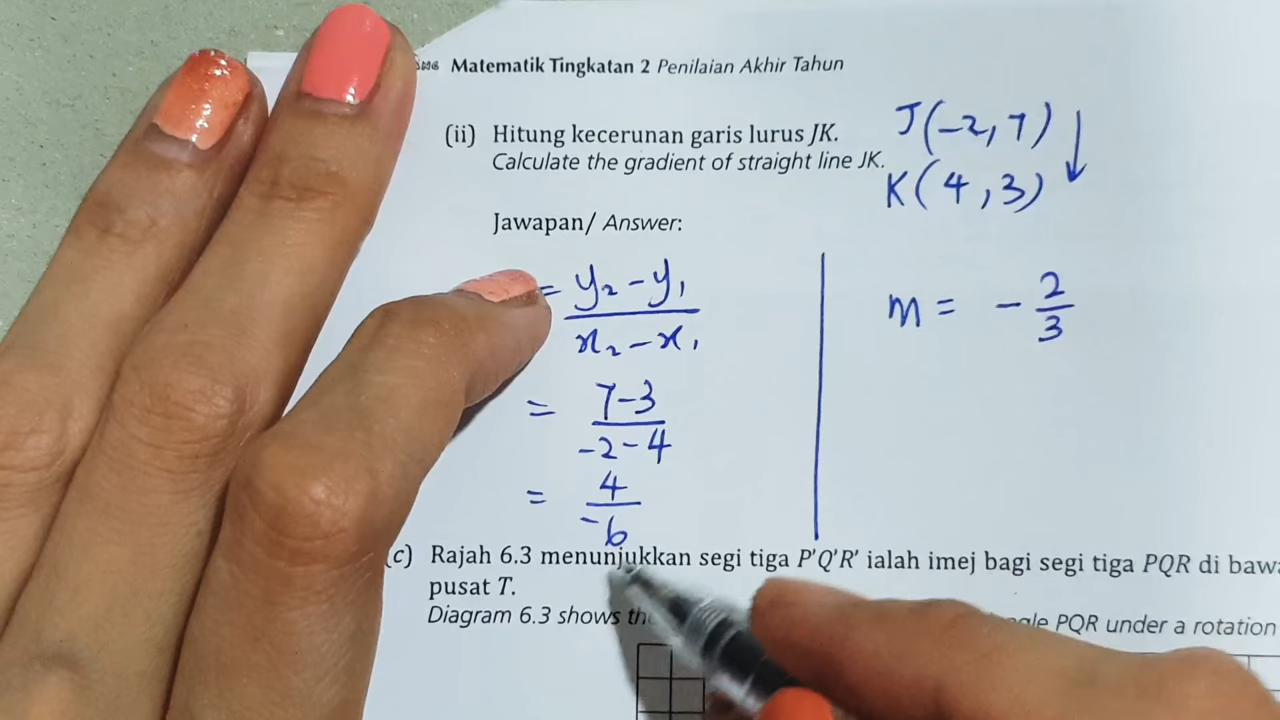 Matematik Tingkatan 2 Penilaian Akhir Tahun
(ii) Hitung kecerunan garis lurus JK.
Calculate the gradient of straight line JK.
J(-2, 7)
K(4, 3)
Jawapan/ Answer:
= y₂ - y₁
x₂ - x₁
= 7-3
-2-4
= 4
-6
m = - 2
3
(c) Rajah 6.3 menunjukkan segi tiga P'Q'R' ialah imej bagi segi tiga PQR di
pusat T.
Diagram 6.3 shows PQR under a rotation